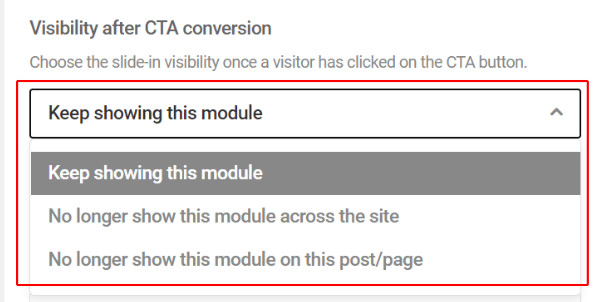 Visibility after CTA conversion
Choose the slide-in visibility once a visitor has clicked on the CTA button.
Keep showing this module
Keep showing this module
No longer show this module across the site
No longer show this module on this post/page